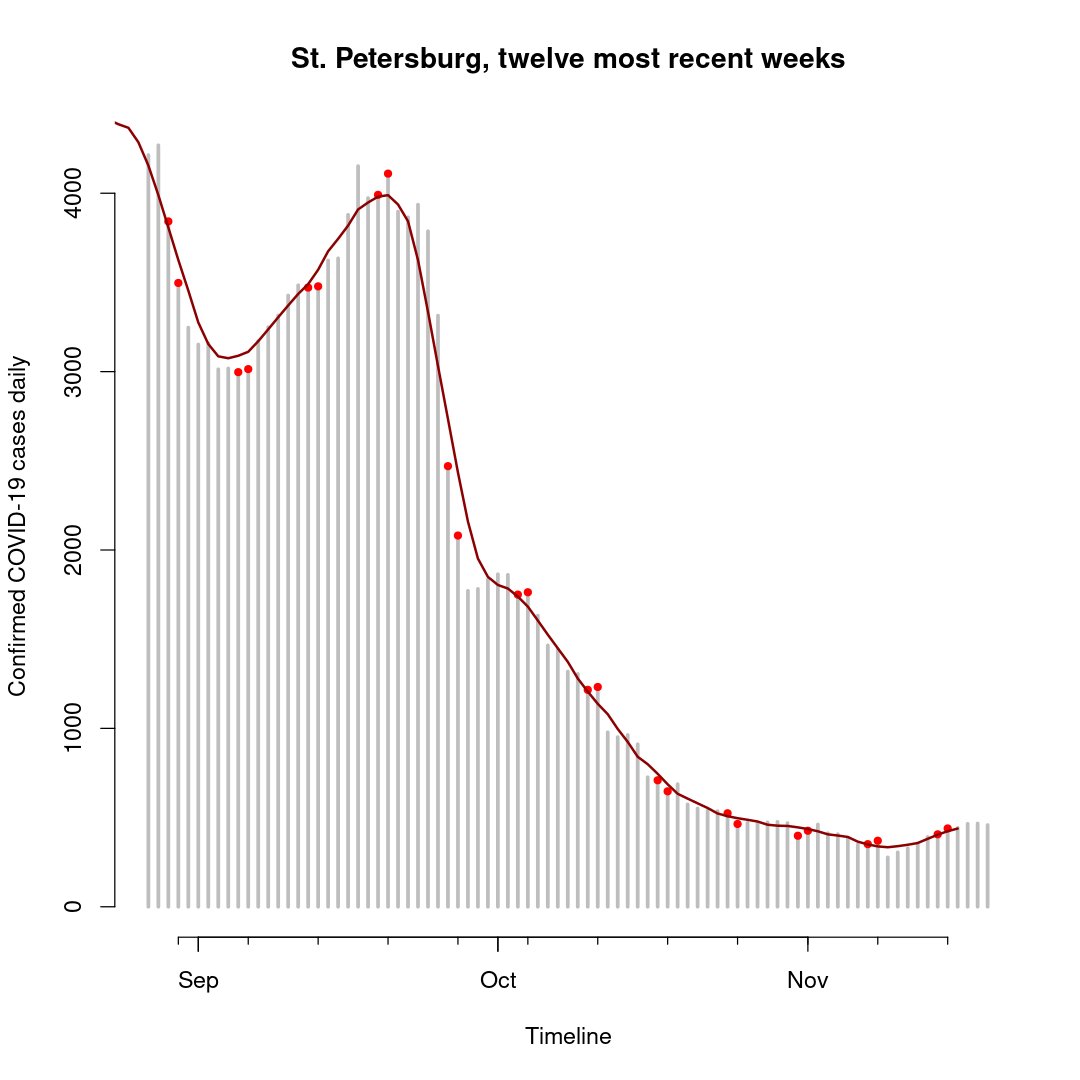 St. Petersburg, twelve most recent weeks
Confirmed COVID-19 cases daily
4000
3000
2000
1000
0
Sep Oct Nov
Timeline